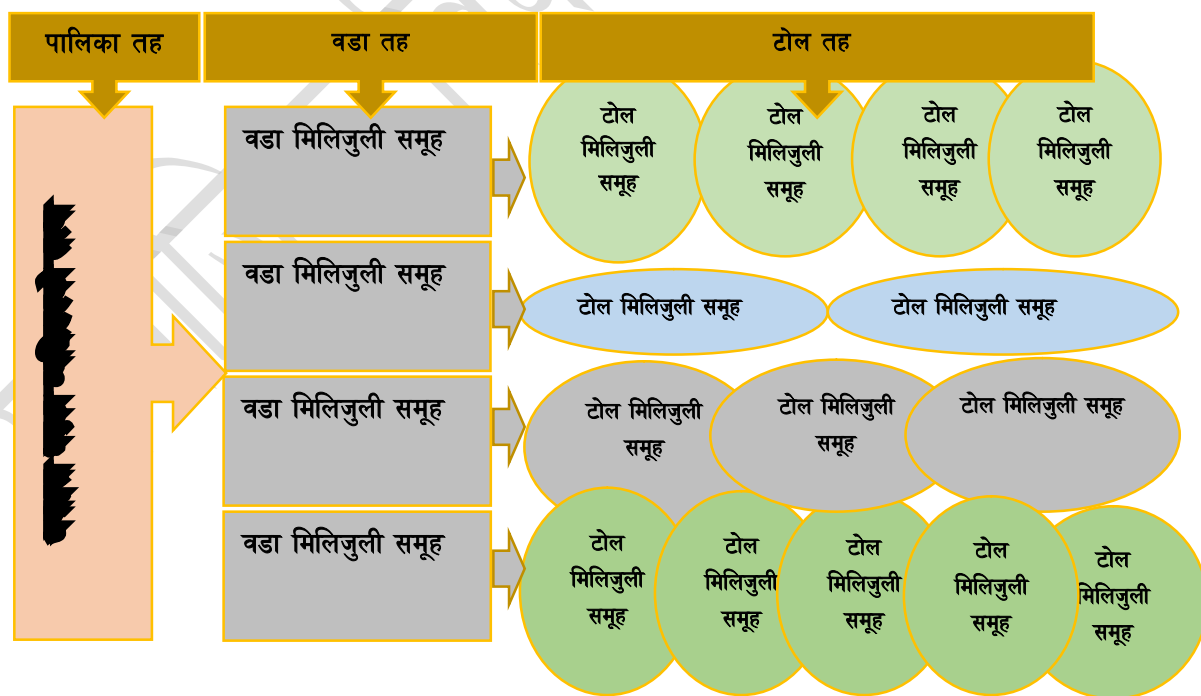 पालिका तह
वडा तह
टोल तह
वडा मिलिजुली समूह
टोल
मिलिजुली
समूह
टोल
मिलिजुली
समूह
टोल
मिलिजुली
समूह
टोल
मिलिजुली
समूह
वडा मिलिजुली समूह
टोल मिलिजुली समूह
टोल मिलिजुली समूह
वडा मिलिजुली समूह
टोल मिलिजुली
समूह
टोल मिलिजुली
समूह
टोल मिलिजुली समूह
वडा मिलिजुली समूह
टोल
मिलिजुली
समूह
टोल
मिलिजुली
समूह
टोल
मिलिजुली
समूह
टोल
मिलिजुली
समूह
टोल
मिलिजुली
समूह